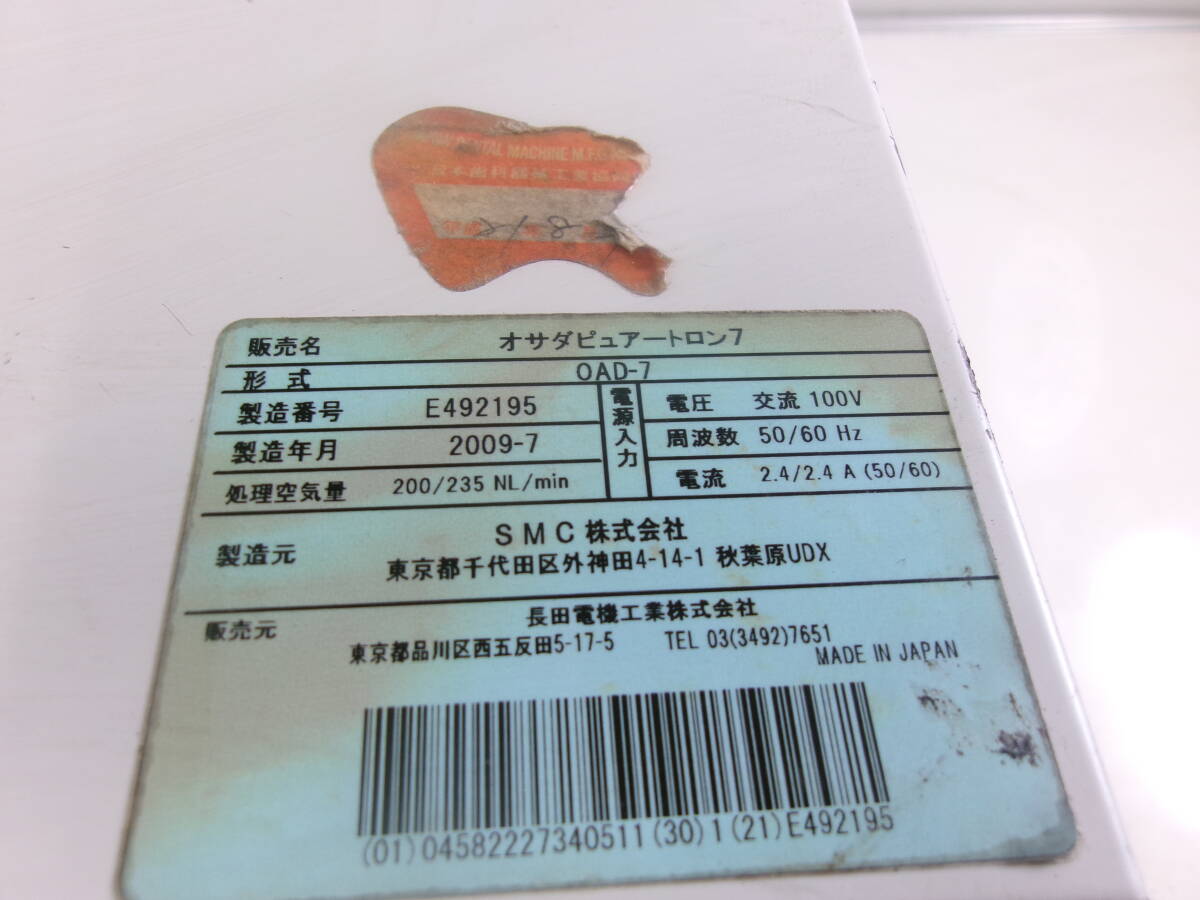 TAL MACHINE M.F.G
本歯科器械工業協同
21 8
販売名 オサダピュアートロン7
形 式 OAD-7
製造番号 E492195
製造年月 2009-7
処理空気量 200/235 NL/min
電源入力
電圧 交流 100V
周波数 50/60 Hz
電流 2.4/2.4 A (50/60)
製造元 SMC株式会社
東京都千代田区外神田4-14-1 秋葉原UDX
販売元 長田電機工業株式会社
東京都品川区西五反田5-17-5 TEL 03(3492)7651
MADE IN JAPAN
(01)04582227340511(30)1(21)E492195